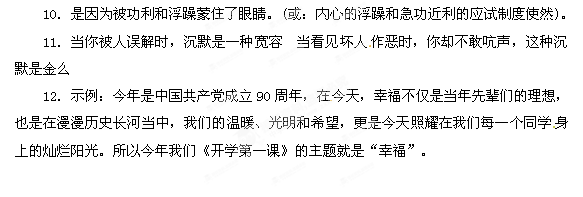 10. 是因为被功利和浮躁蒙住了眼睛。(或：内心的浮躁和急功近利的应试制度使然)。
11. 当你被人误解时，沉默是一种宽容　当看见坏人作恶时，你却不敢吭声，这种沉
默是金么
12. 示例：今年是中国共产党成立 90 周年，在今天，幸福不仅是当年先辈们的理想，
也是在漫漫历史长河当中，我们的温暖、光明和希望，更是今天照耀在我们每一个同学身
上的灿烂阳光。所以今年我们《开学第一课》的主题就是“幸福”。